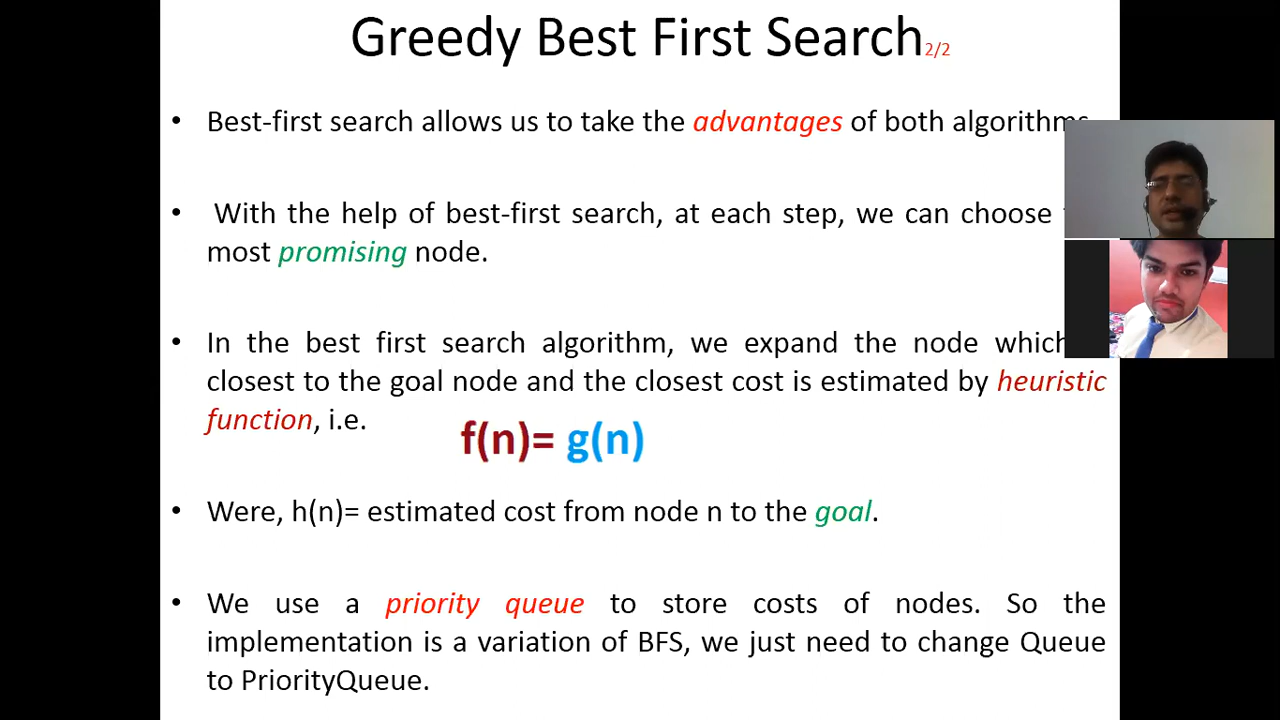 Greedy Best First Search2/2
• Best-first search allows us to take the advantages of both algorithms.
• With the help of best-first search, at each step, we can choose
most promising node.
• In the best first search algorithm, we expand the node which
closest to the goal node and the closest cost is estimated by heuristic
function, i.e.
f(n)= g(n)
• Were, h(n)= estimated cost from node n to the goal.
• We use a priority queue to store costs of nodes. So the
implementation is a variation of BFS, we just need to change Queue
to PriorityQueue.